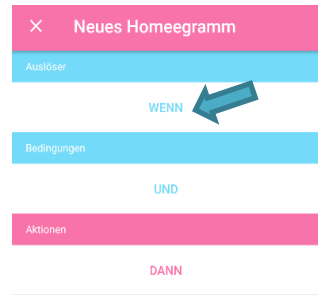 Neues Homeegramm
Auslöser
WENN
Bedingungen
UND
Aktionen
DANN